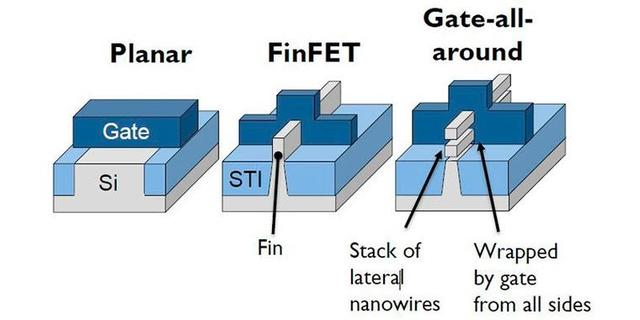 Planar
FinFET
Gate-all-
around
Gate
Si
STI
Fin
Stack of
lateral
nanowires
Wrapped
by gate
from all sides